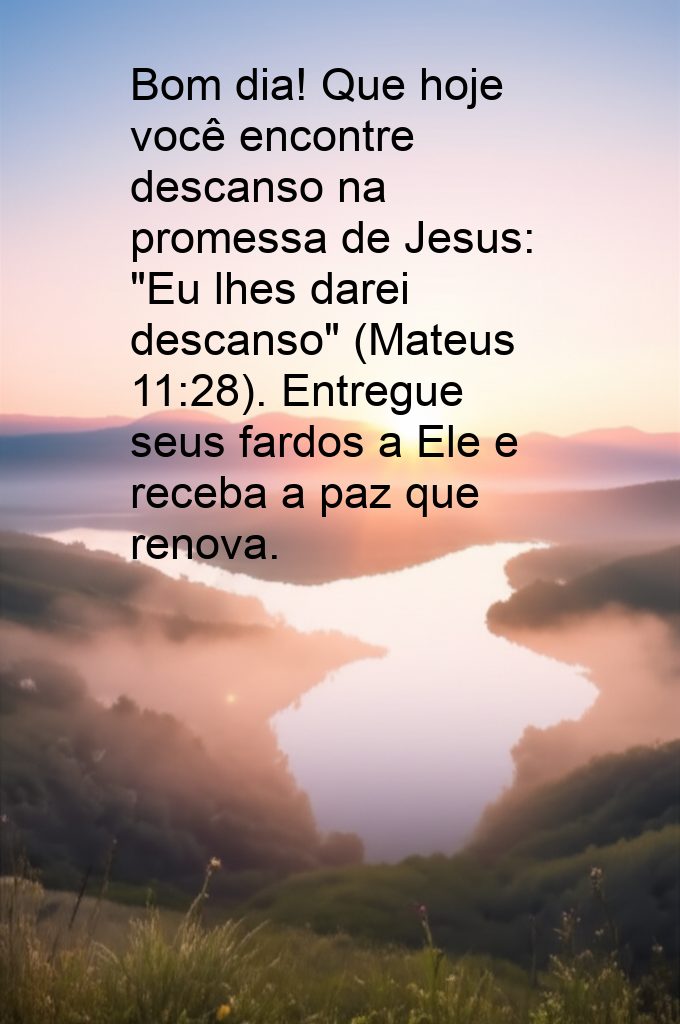 Bom dia! Que hoje
você encontre
descanso na
promessa de Jesus:
"Eu lhes darei
descanso" (Mateus
11:28). Entregue
seus fardos a Ele e
receba a paz que
renova.